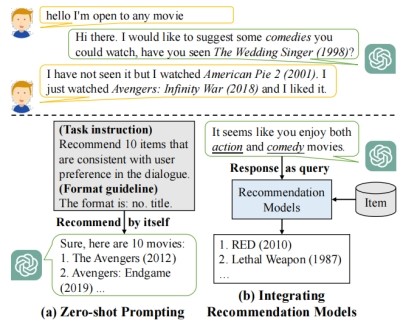 hello I'm open to any movie
Hi there. I would like to suggest some comedies you
could watch, have you seen The Wedding Singer (1998)?
I have not seen it but I watched American Pie 2 (2001). I
just watched Avengers: Infinity War (2018) and I liked it.
(Task instruction)
Recommend 10 items that
are consistent with user
preference in the dialogue.
(Format guideline)
The format is: no. title.
Recommend by itself
Sure, here are 10 movies:
1. The Avengers (2012)
2. Avengers: Endgame
(2019) ...
(a) Zero-shot Prompting
It seems like you enjoy both
action and comedy movies.
Response as query
Recommendation
Models
Item
1. RED (2010)
2. Lethal Weapon (1987)
...
(b) Integrating
Recommendation Models